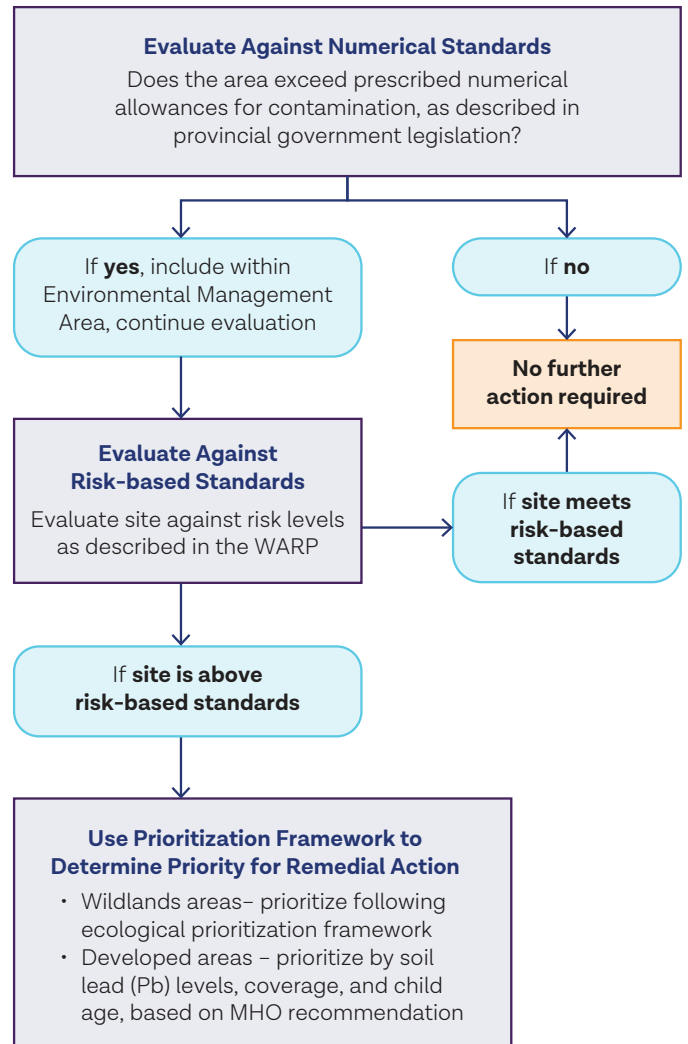 Evaluate Against Numerical Standards
Does the area exceed prescribed numerical
allowances for contamination, as described in
provincial government legislation?
If yes, include within
Environmental Management
Area, continue evaluation
If no
No further
action required
Evaluate Against
Risk-based Standards
Evaluate site against risk levels
as described in the WARP
If site meets
risk-based
standards
If site is above
risk-based standards
Use Prioritization Framework to
Determine Priority for Remedial Action
• Wildlands areas– prioritize following
ecological prioritization framework
• Developed areas – prioritize by soil
lead (Pb) levels, coverage, and child
age, based on MHO recommendation